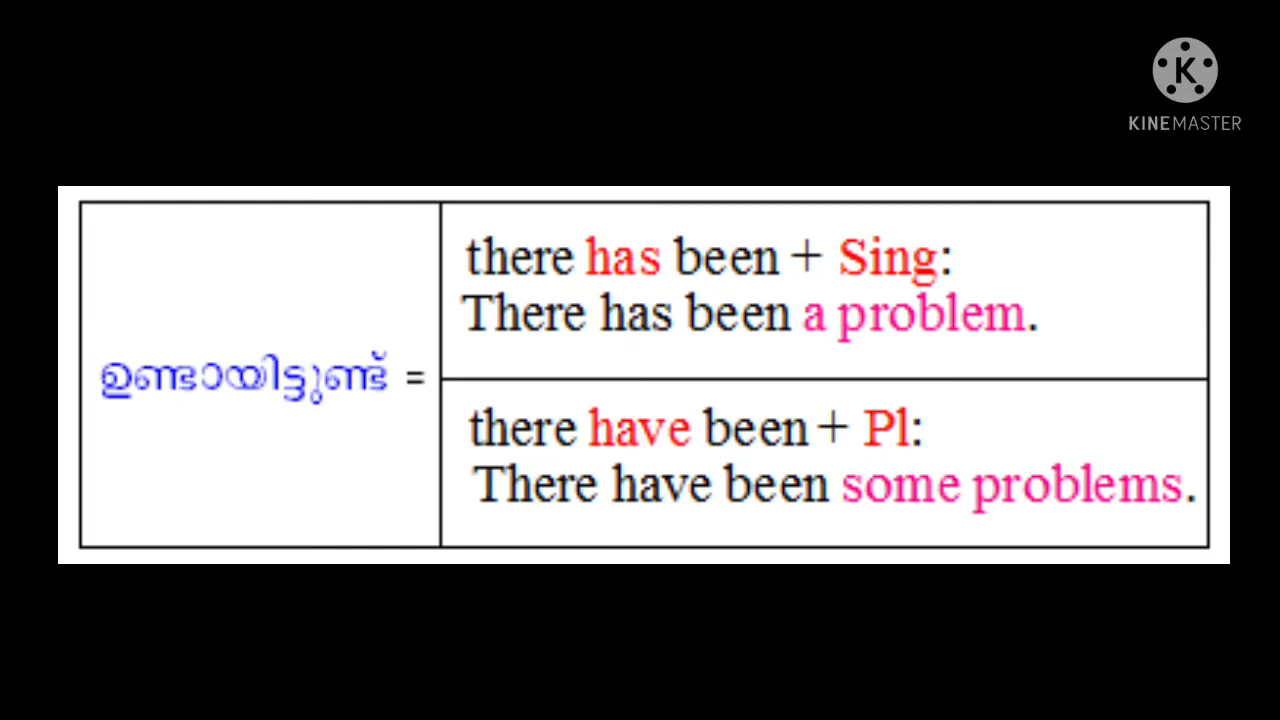 KINEMASTER
there has been + Sing:
There has been a problem.
ഉണ്ടായിട്ടുണ്ട് =
there have been + Pl:
There have been some problems.